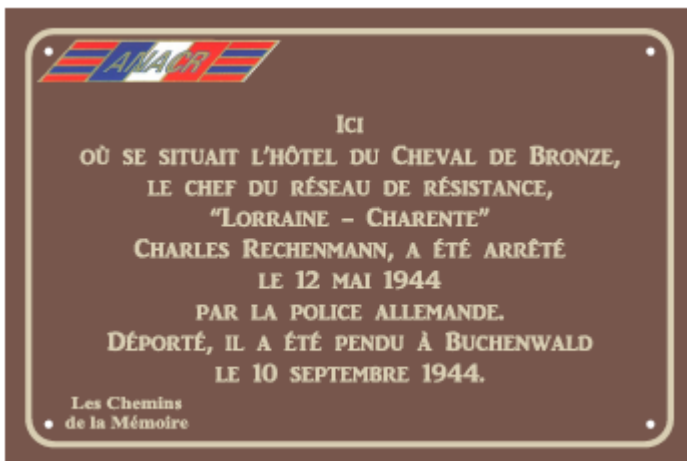 ANACR
Ici
où se situait l'hôtel du Cheval de Bronze,
le chef du réseau de résistance,
"Lorraine – Charente"
Charles Rechenmann, a été arrêté
le 12 mai 1944
par la police allemande.
Déporté, il a été pendu à Buchenwald
le 10 septembre 1944.
Les Chemins
de la Mémoire